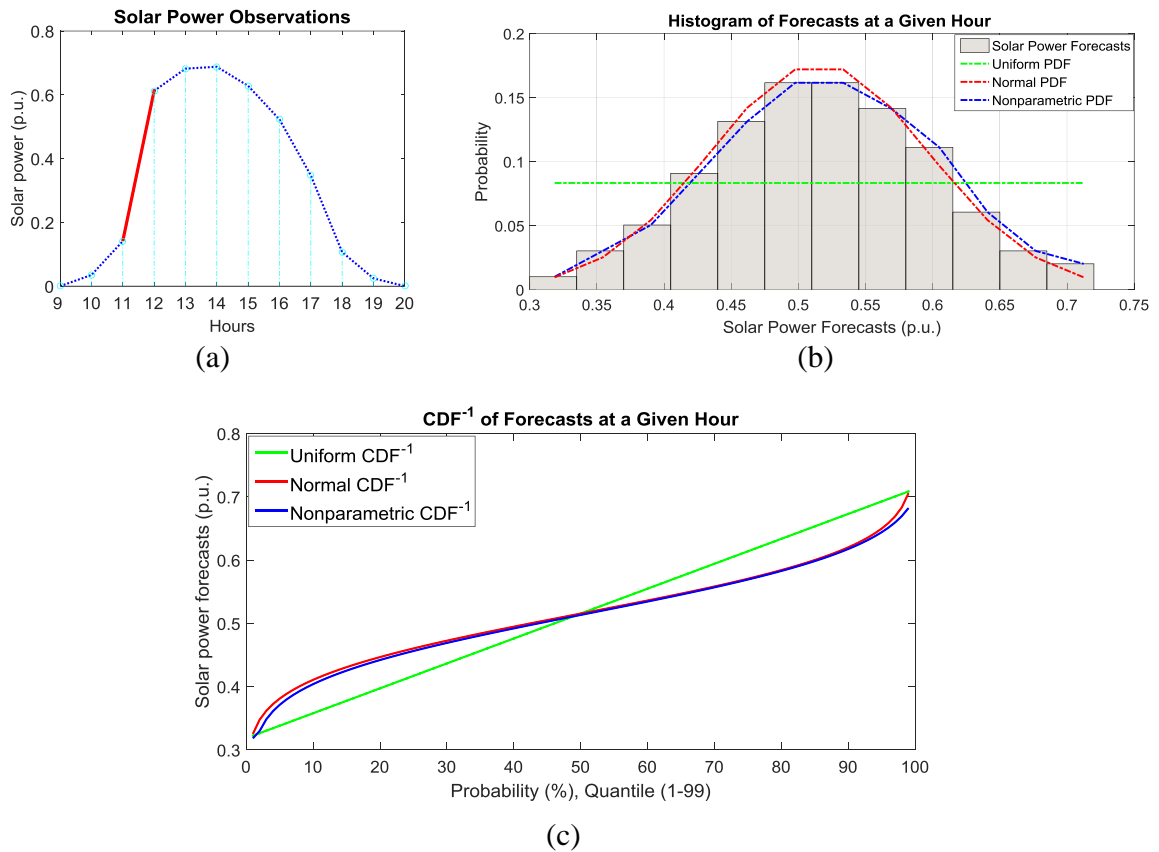 Solar Power Observations
Solar power (p.u.)
0.8
0.6
0.4
0.2
0
9 10 11 12 13 14 15 16 17 18 19 20
Hours
(a)
Histogram of Forecasts at a Given Hour
Solar Power Forecasts
Uniform PDF
Normal PDF
Nonparametric PDF
Probability
0.2
0.15
0.1
0.05
0
0.3 0.35 0.4 0.45 0.5 0.55 0.6 0.65 0.7 0.75
Solar Power Forecasts (p.u.)
(b)
CDF⁻¹ of Forecasts at a Given Hour
Uniform CDF⁻¹
Normal CDF⁻¹
Nonparametric CDF⁻¹
Solar power forecasts (p.u.)
0.8
0.7
0.6
0.5
0.4
0.3
0 10 20 30 40 50 60 70 80 90 100
Probability (%), Quantile (1-99)
(c)